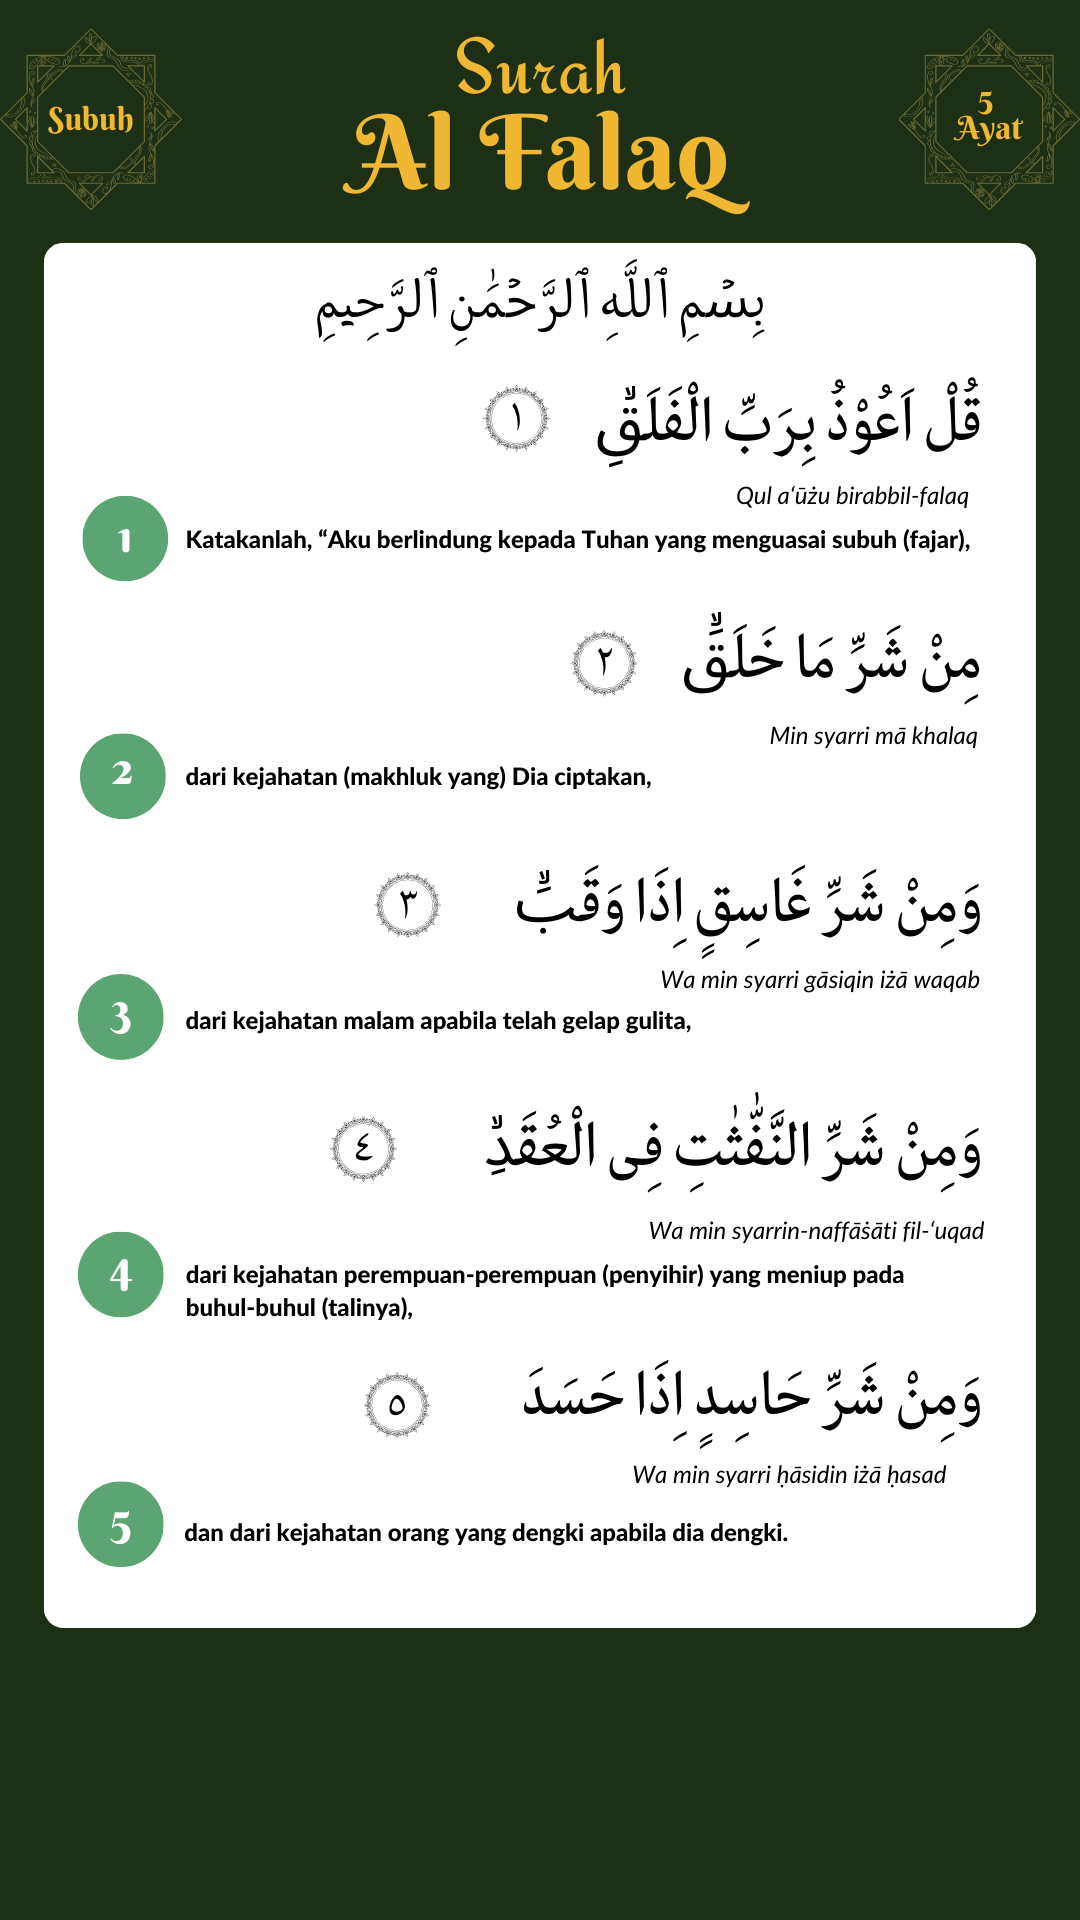 Subuh
Surah
Al Falaq
5
Ayat
بِسْمِ ٱللَّهِ ٱلرَّحْمَٰنِ ٱلرَّحِيمِ
قُلْ اَعُوْذُ بِرَبِّ الْفَلَقِۙ ١
Qul a‘ūżu birabbil-falaq
1 Katakanlah, “Aku berlindung kepada Tuhan yang menguasai subuh (fajar),
مِنْ شَرِّ مَا خَلَقَۙ ٢
Min syarri mā khalaq
2 dari kejahatan (makhluk yang) Dia ciptakan,
وَمِنْ شَرِّ غَاسِقٍ اِذَا وَقَبَۙ ٣
Wa min syarri gāsiqin iżā waqab
3 dari kejahatan malam apabila telah gelap gulita,
وَمِنْ شَرِّ النَّفّٰثٰتِ فِى الْعُقَدِۙ ٤
Wa min syarrin-naffāṡāti fil-‘uqad
4 dari kejahatan perempuan-perempuan (penyihir) yang meniup pada
buhul-buhul (talinya),
وَمِنْ شَرِّ حَاسِدٍ اِذَا حَسَدَ ٥
Wa min syarri ḥāsidin iżā ḥasad
5 dan dari kejahatan orang yang dengki apabila dia dengki.